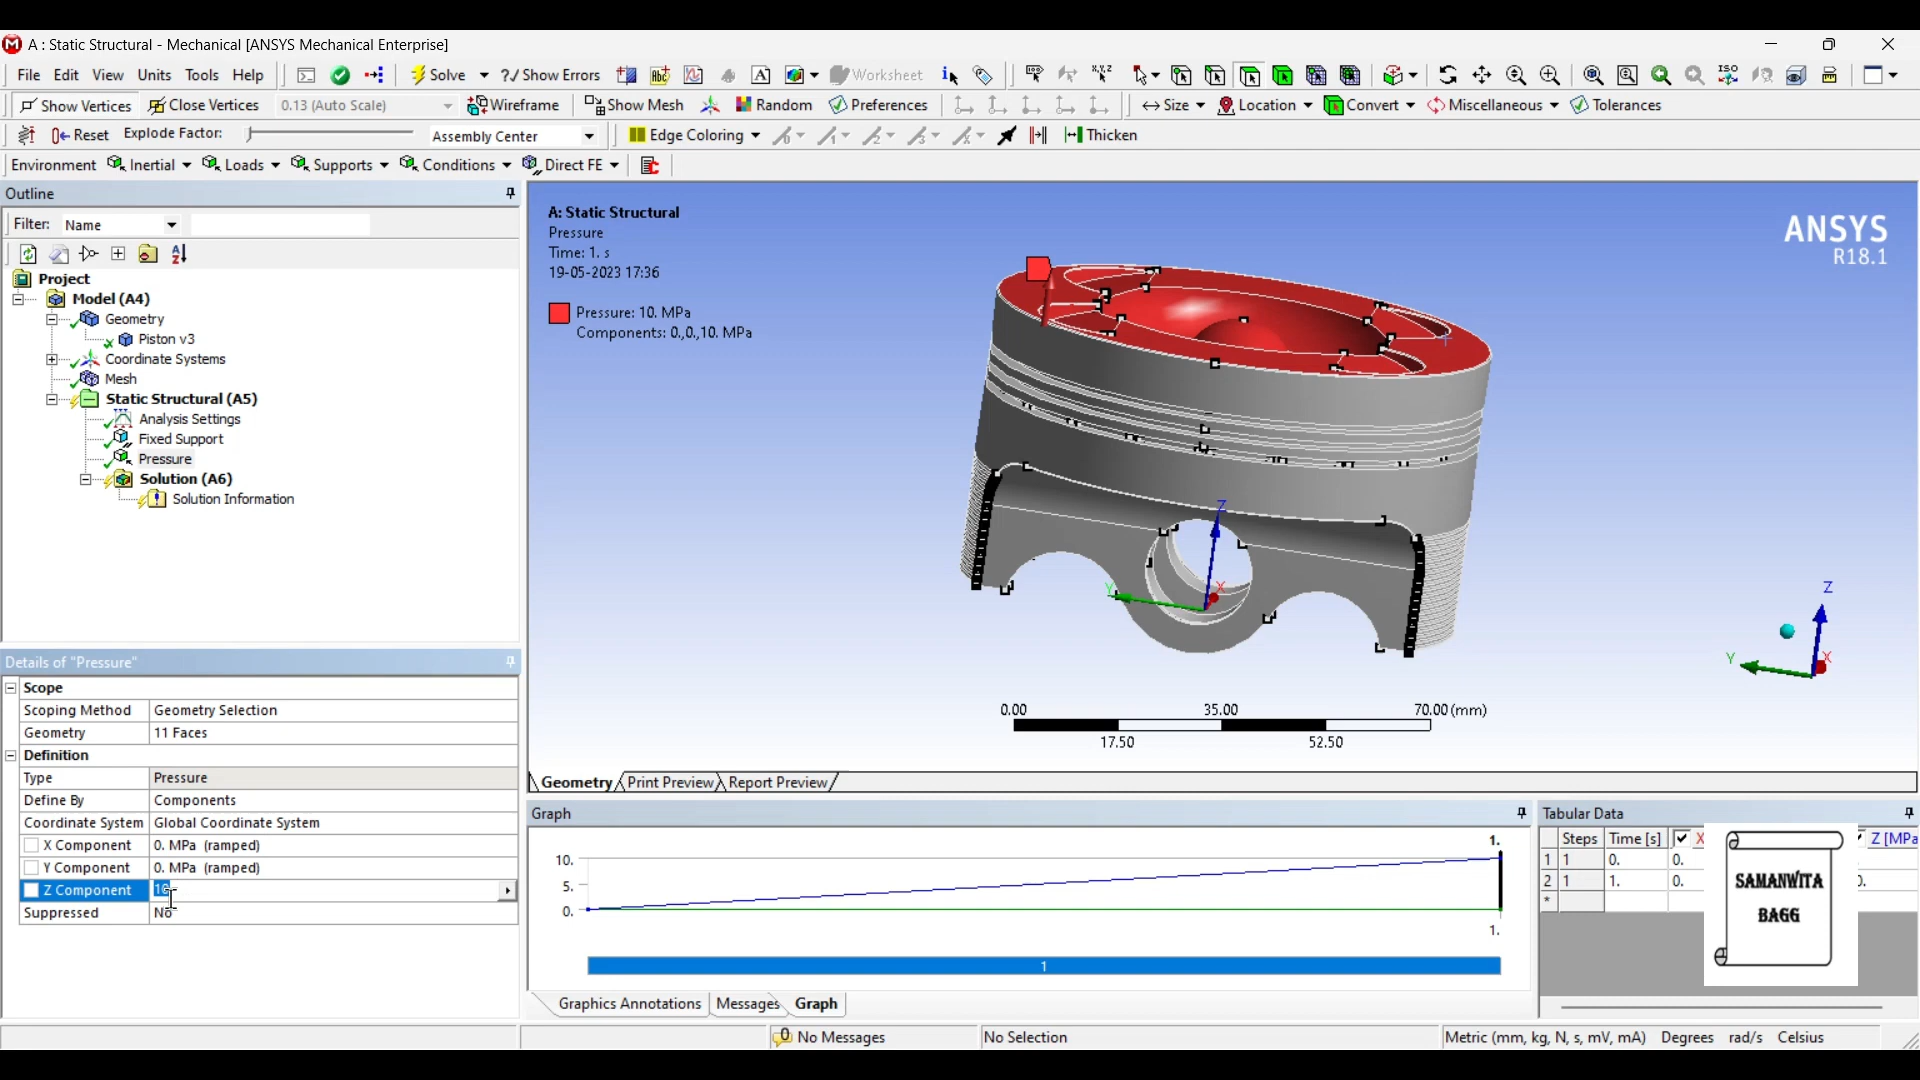 A : Static Structural - Mechanical [ANSYS Mechanical Enterprise]
File Edit View Units Tools Help Solve ?/ Show Errors Worksheet
Show Vertices Close Vertices 0.13 (Auto Scale) Wireframe Show Mesh Random Preferences Size Location Convert Miscellaneous Tolerances
Reset Explode Factor: Assembly Center Edge Coloring Thicken
Environment Inertial Loads Supports Conditions Direct FE
Outline
Filter: Name
Project
Model (A4)
Geometry
Piston v3
Coordinate Systems
Mesh
Static Structural (A5)
Analysis Settings
Fixed Support
Pressure
Solution (A6)
Solution Information
Details of "Pressure"
Scope
Scoping Method Geometry Selection
Geometry 11 Faces
Definition
Type Pressure
Define By Components
Coordinate System Global Coordinate System
X Component 0. MPa (ramped)
Y Component 0. MPa (ramped)
Z Component 10
Suppressed No
A: Static Structural
Pressure
Time: 1. s
19-05-2023 17:36
Pressure: 10. MPa
Components: 0.,0.,10. MPa
ANSYS
R18.1
Z
Y
X
Z
Y
X
0.00 35.00 70.00 (mm)
17.50 52.50
Geometry Print Preview Report Preview
Graph
1.
10.
5.
0.
1.
1
Graphics Annotations Messages Graph
Tabular Data
Steps Time [s] X Z [MPa
1 1 0. 0.
2 1 1. 0. 0.
*
SAMANWITA
BAGG
No Messages No Selection Metric (mm, kg, N, s, mV, mA) Degrees rad/s Celsius